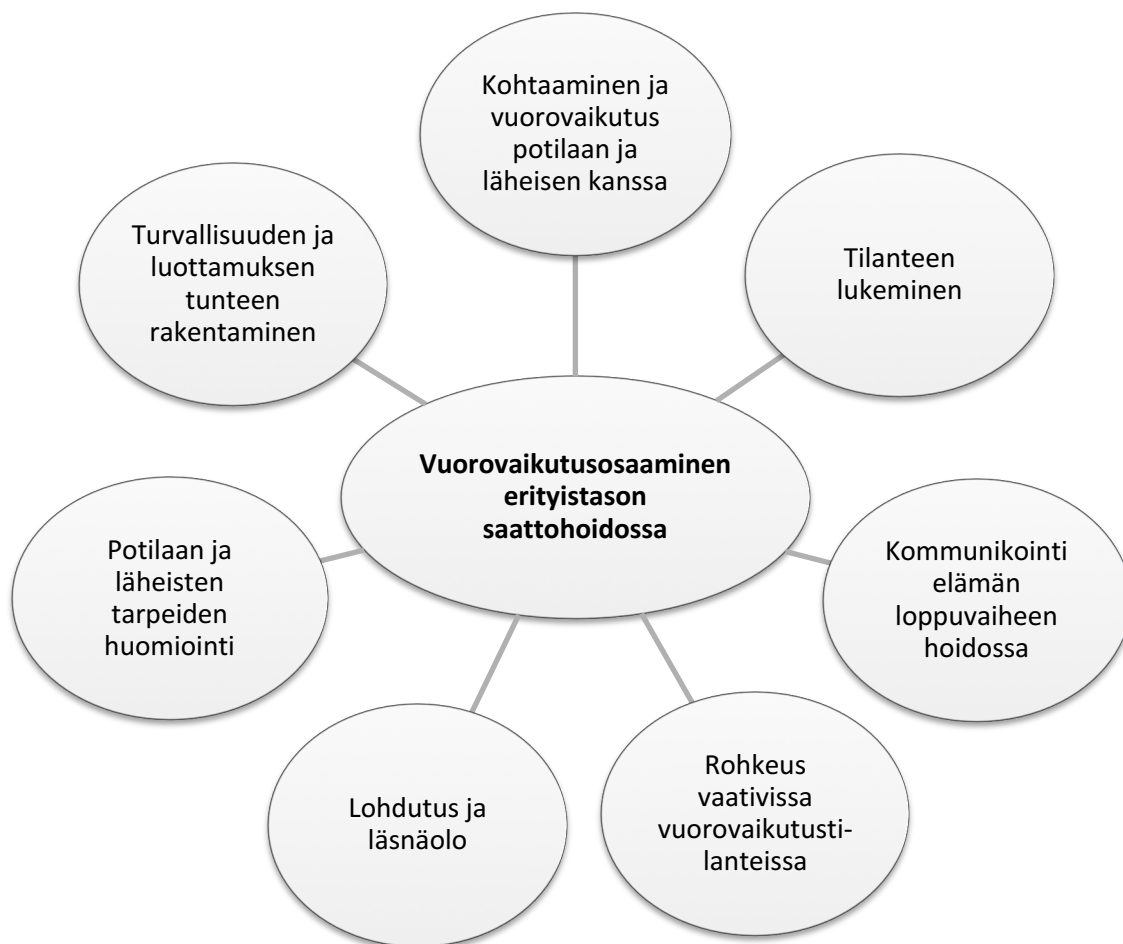 Kohtaaminen ja
vuorovaikutus
potilaan ja
läheisen kanssa
Tilanteen
lukeminen
Kommunikointi
elämän
loppuvaiheen
hoidossa
Rohkeus
vaativissa
vuorovaikutusti-
lanteissa
Lohdutus ja
läsnäolo
Potilaan ja
läheisten
tarpeiden
huomiointi
Turvallisuuden ja
luottamuksen
tunteen
rakentaminen
Vuorovaikutusosaaminen
erityistason
saattohoidossa